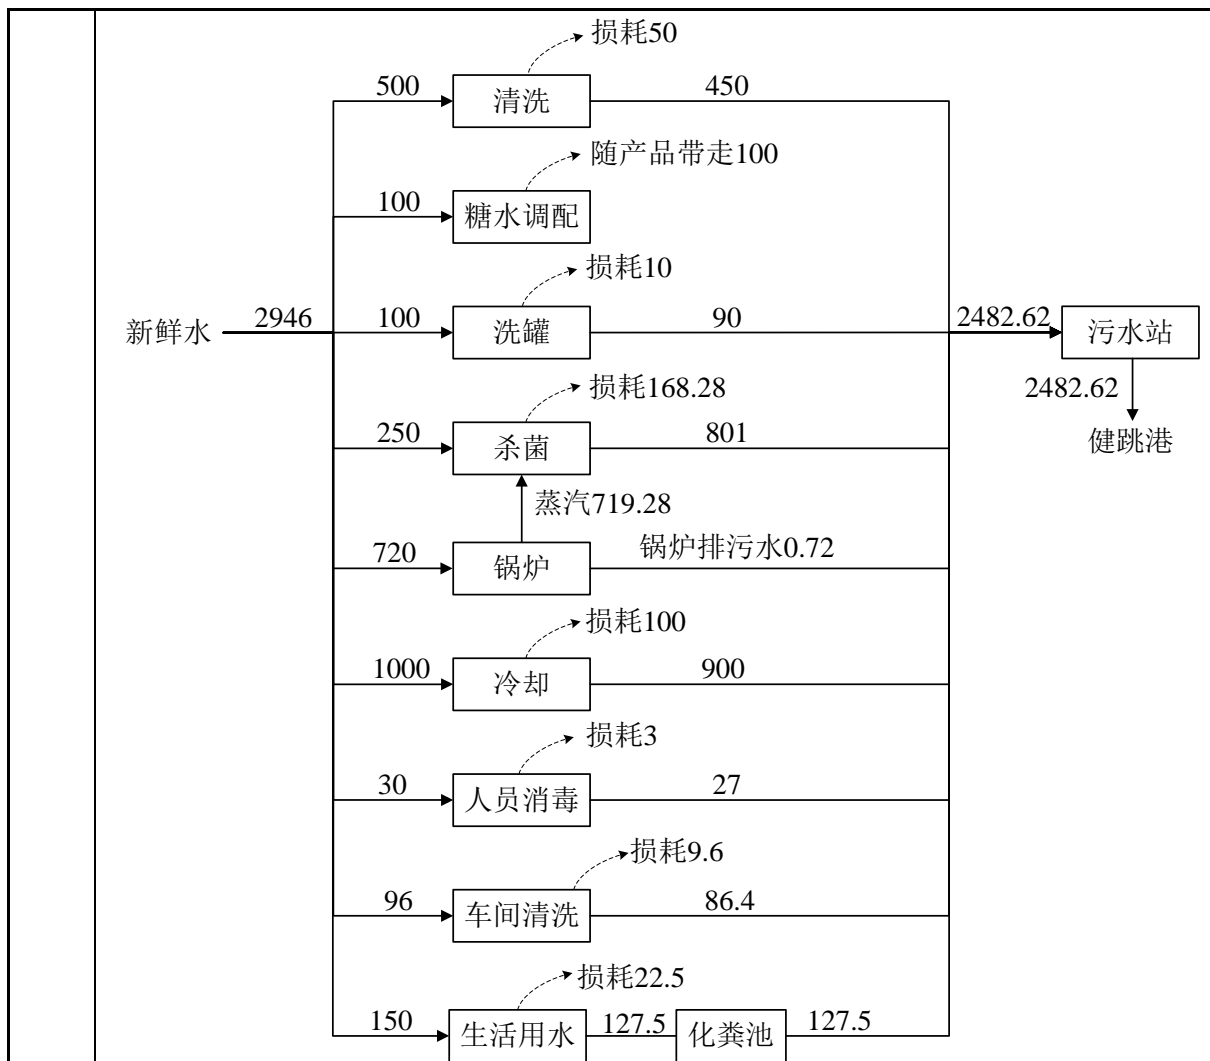 损耗50
500
清洗
450
随产品带走100
100
糖水调配
损耗10
新鲜水
2946
100
洗罐
90
2482.62
污水站
2482.62
健跳港
损耗168.28
250
杀菌
801
蒸汽719.28
720
锅炉
锅炉排污水0.72
损耗100
1000
冷却
900
损耗3
30
人员消毒
27
损耗9.6
96
车间清洗
86.4
损耗22.5
150
生活用水
127.5
化粪池
127.5